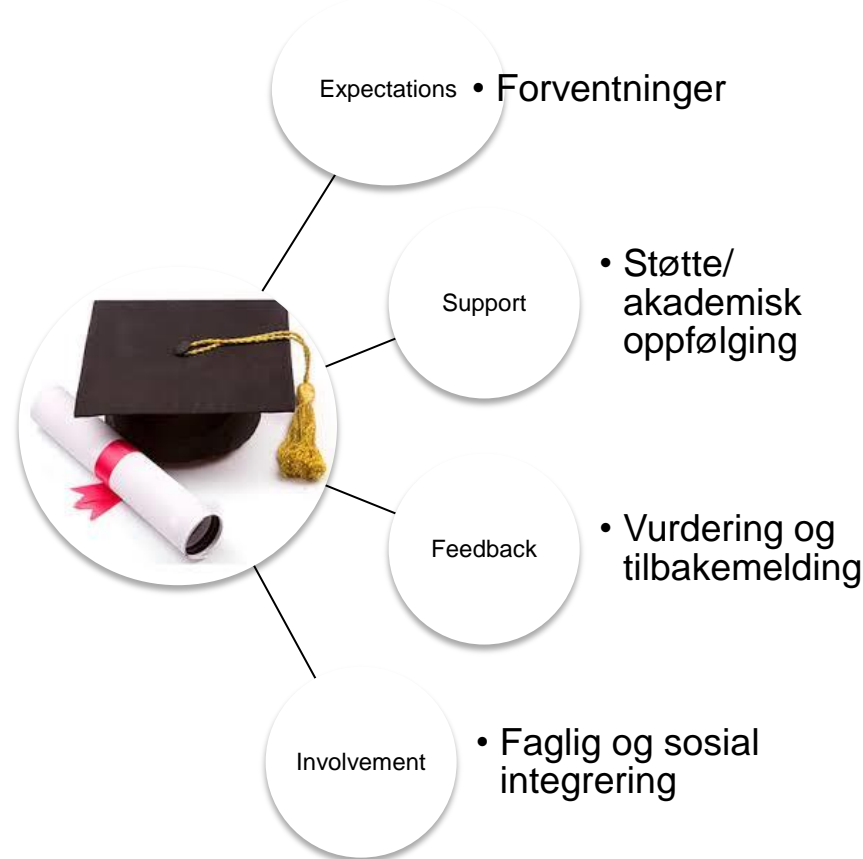 Expectations
• Forventninger
Support
• Støtte/
akademisk
oppfølging
Feedback
• Vurdering og
tilbakemelding
Involvement
• Faglig og sosial
integrering